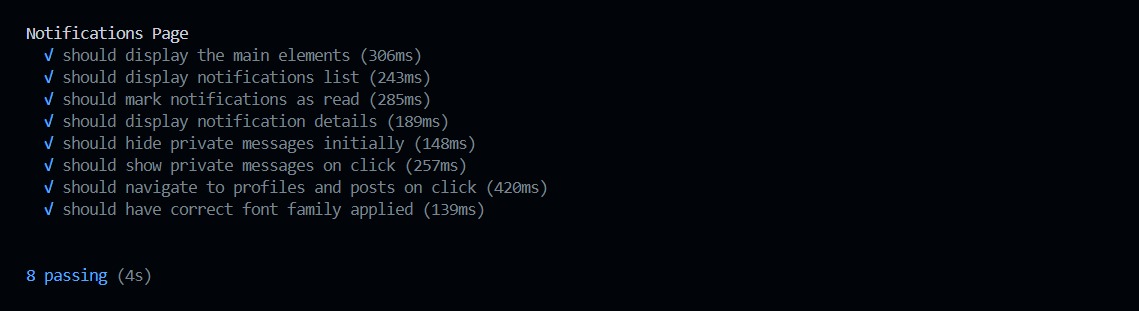 Notifications Page
√ should display the main elements (306ms)
√ should display notifications list (243ms)
√ should mark notifications as read (285ms)
√ should display notification details (189ms)
√ should hide private messages initially (148ms)
√ should show private messages on click (257ms)
√ should navigate to profiles and posts on click (420ms)
√ should have correct font family applied (139ms)
8 passing (4s)